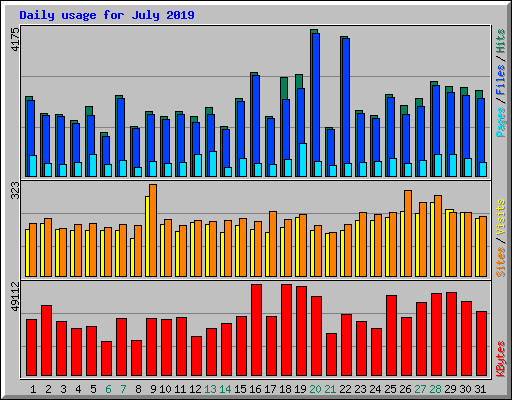 Daily usage for July 2019
4175
Pages / Files / Hits
323
Sites / Visits
49112
KBytes
1 2 3 4 5 6 7 8 9 10 11 12 13 14 15 16 17 18 19 20 21 22 23 24 25 26 27 28 29 30 31